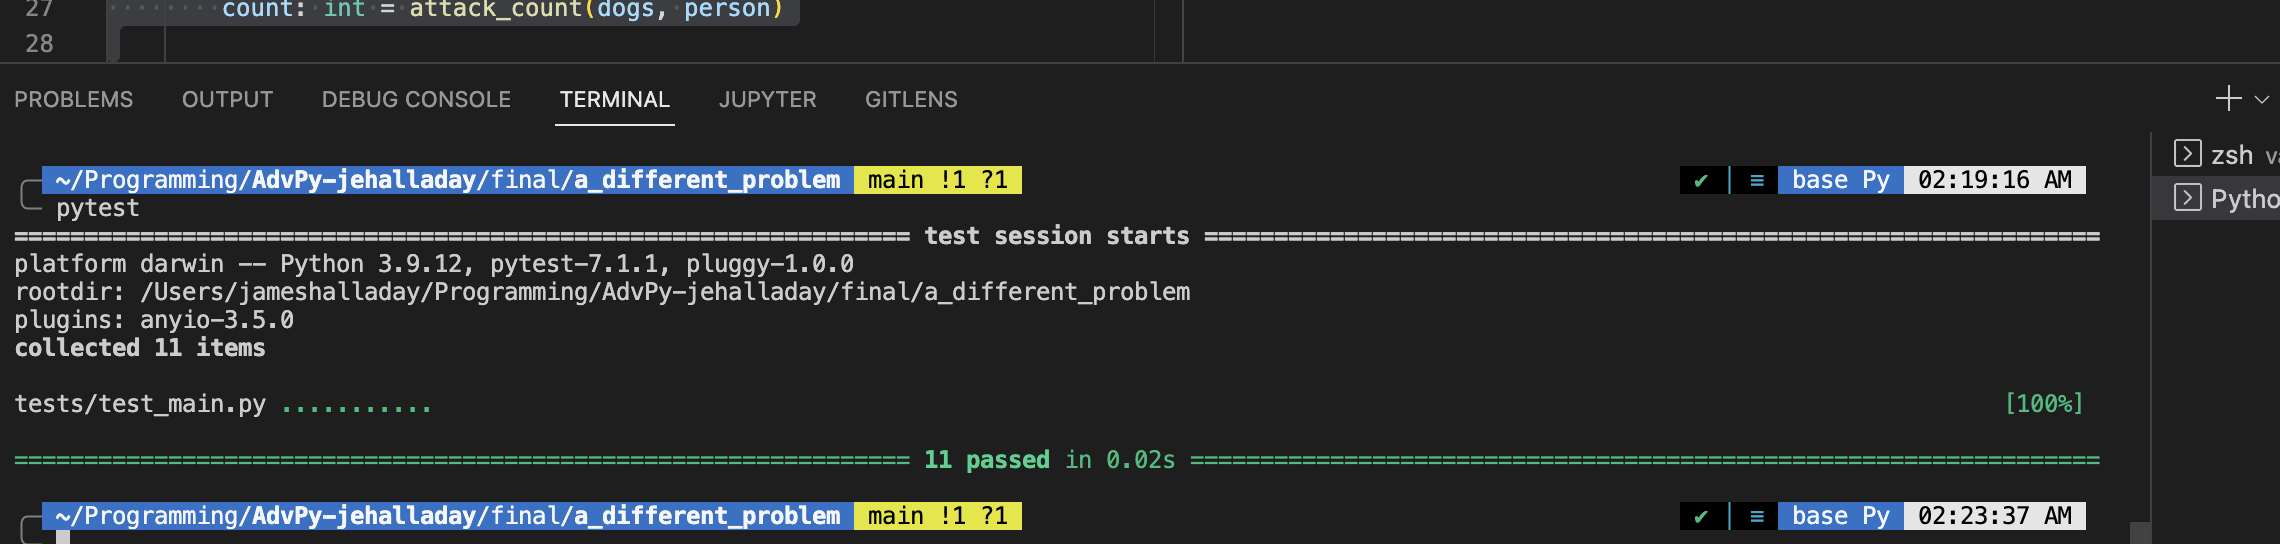 27 count: int = attack_count(dogs, person)
28
PROBLEMS OUTPUT DEBUG CONSOLE TERMINAL JUPYTER GITLENS
~/Programming/AdvPy-jehalladay/final/a_different_problem main !1 ?1 ✔ ≡ base Py 02:19:16 AM
zsh
pytest
Pytho
============================================================ test session starts ============================================================
platform darwin -- Python 3.9.12, pytest-7.1.1, pluggy-1.0.0
rootdir: /Users/jameshalladay/Programming/AdvPy-jehalladay/final/a_different_problem
plugins: anyio-3.5.0
collected 11 items
tests/test_main.py ........... [100%]
============================================================ 11 passed in 0.02s ============================================================
~/Programming/AdvPy-jehalladay/final/a_different_problem main !1 ?1 ✔ ≡ base Py 02:23:37 AM